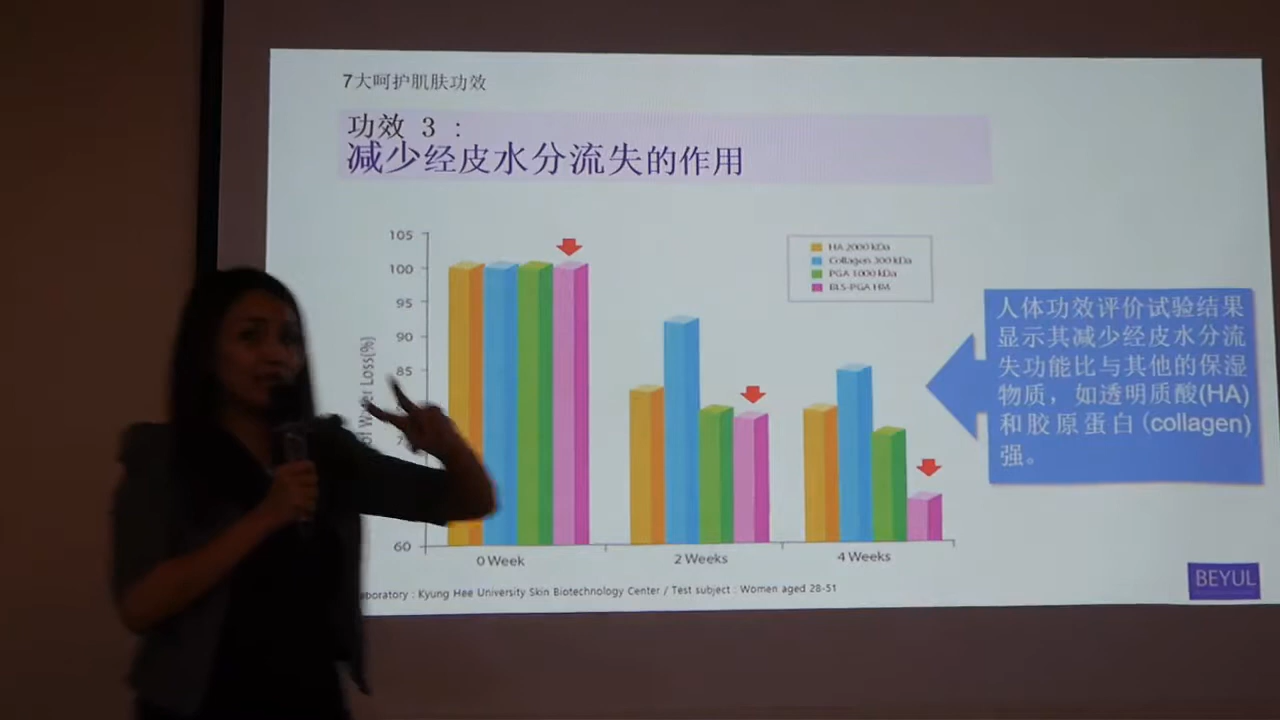 7大呵护肌肤功效
功效 3 :
减少经皮水分流失的作用
105
100
95
90
85
60
Loss(%)
HA 2000 kDa
Collagen 300 kDa
PGA 1000 kDa
BLS-PGA HM
0 Week
2 Weeks
4 Weeks
人体功效评价试验结果
显示其减少经皮水分流
失功能比与其他的保湿
物质，如透明质酸(HA)
和胶原蛋白(collagen)
强。
: Kyung Hee University Skin Biotechnology Center / Test subject : Women aged 28-51
BEYUL